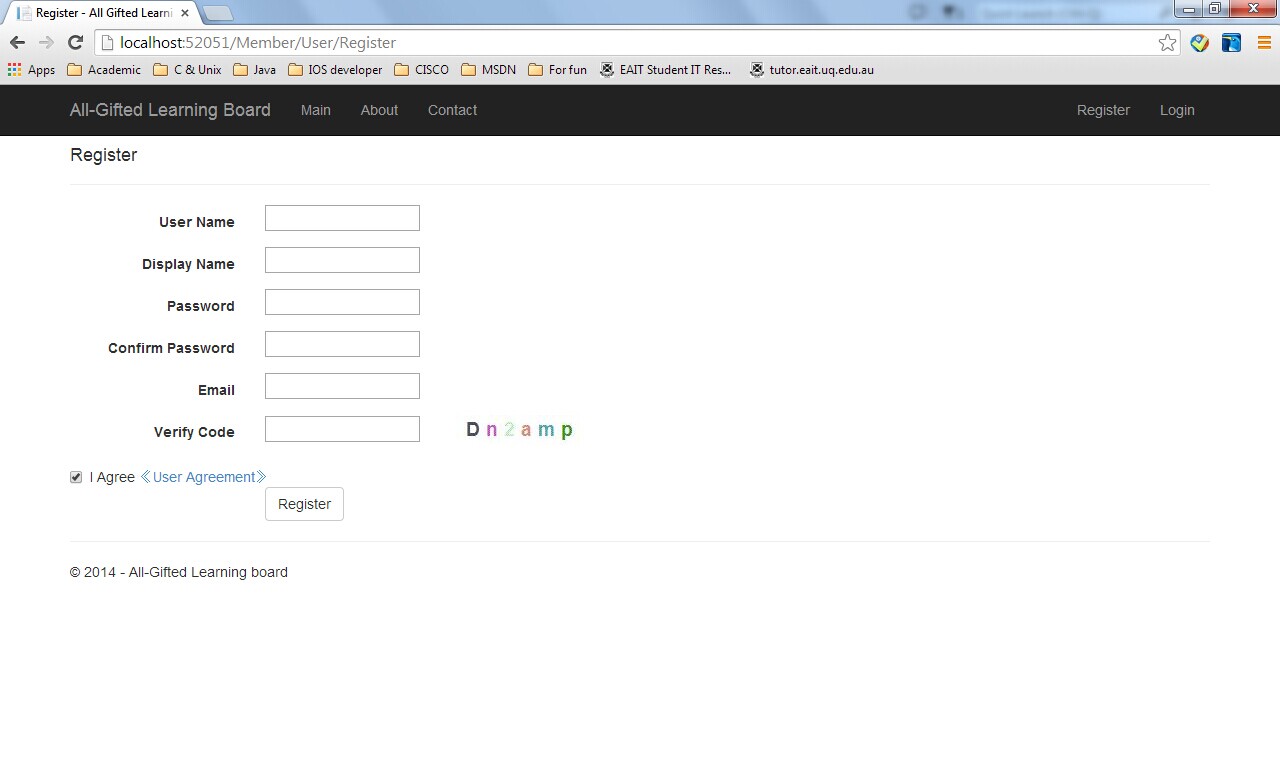 Register - All Gifted Learni
localhost:52051/Member/User/Register
Apps Academic C & Unix Java IOS developer CISCO MSDN For fun EAIT Student IT Res... tutor.eait.uq.edu.au
All-Gifted Learning Board Main About Contact Register Login
Register
User Name
Display Name
Password
Confirm Password
Email
Verify Code Dn2amp
I Agree 《User Agreement》
Register
© 2014 - All-Gifted Learning board